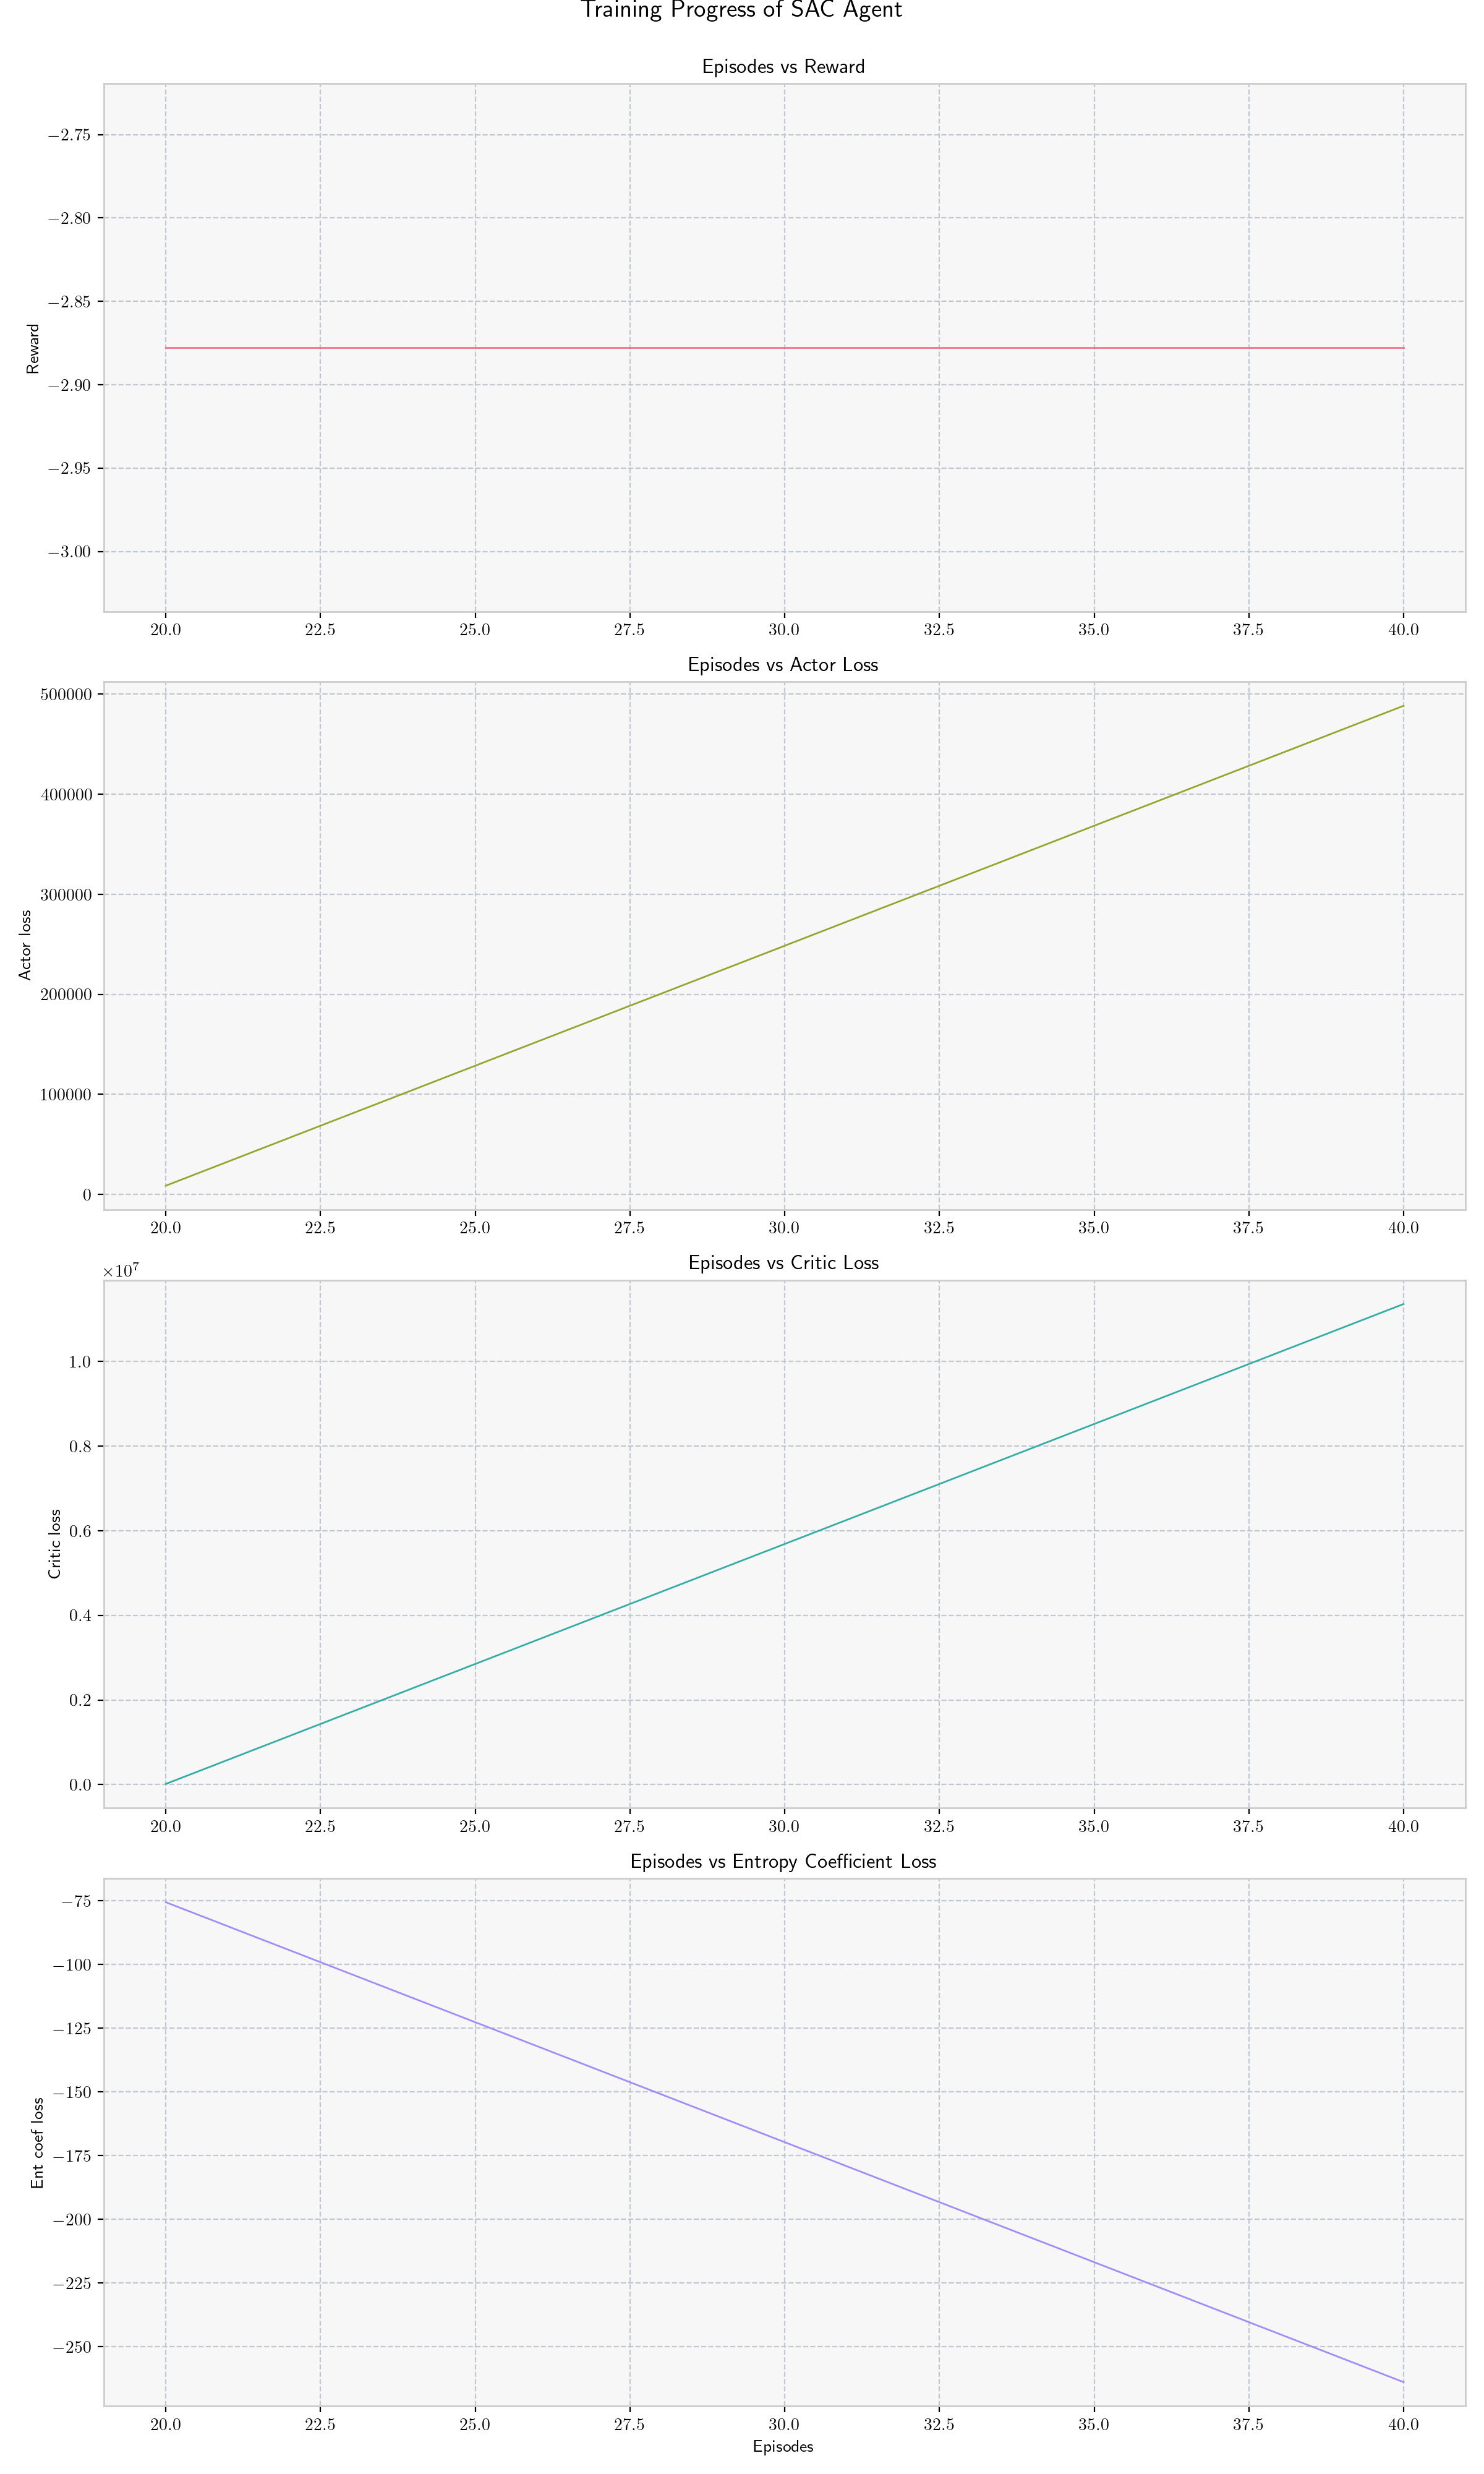 Training Progress of SAC Agent
Episodes vs Reward
−2.75
−2.80
−2.85
−2.90
−2.95
−3.00
Reward
20.0 22.5 25.0 27.5 30.0 32.5 35.0 37.5 40.0
Episodes vs Actor Loss
500000
400000
300000
200000
100000
0
Actor loss
20.0 22.5 25.0 27.5 30.0 32.5 35.0 37.5 40.0
Episodes vs Critic Loss
×10⁷
1.0
0.8
0.6
0.4
0.2
0.0
Critic loss
20.0 22.5 25.0 27.5 30.0 32.5 35.0 37.5 40.0
Episodes vs Entropy Coefficient Loss
−75
−100
−125
−150
−175
−200
−225
−250
Ent coef loss
20.0 22.5 25.0 27.5 30.0 32.5 35.0 37.5 40.0
Episodes